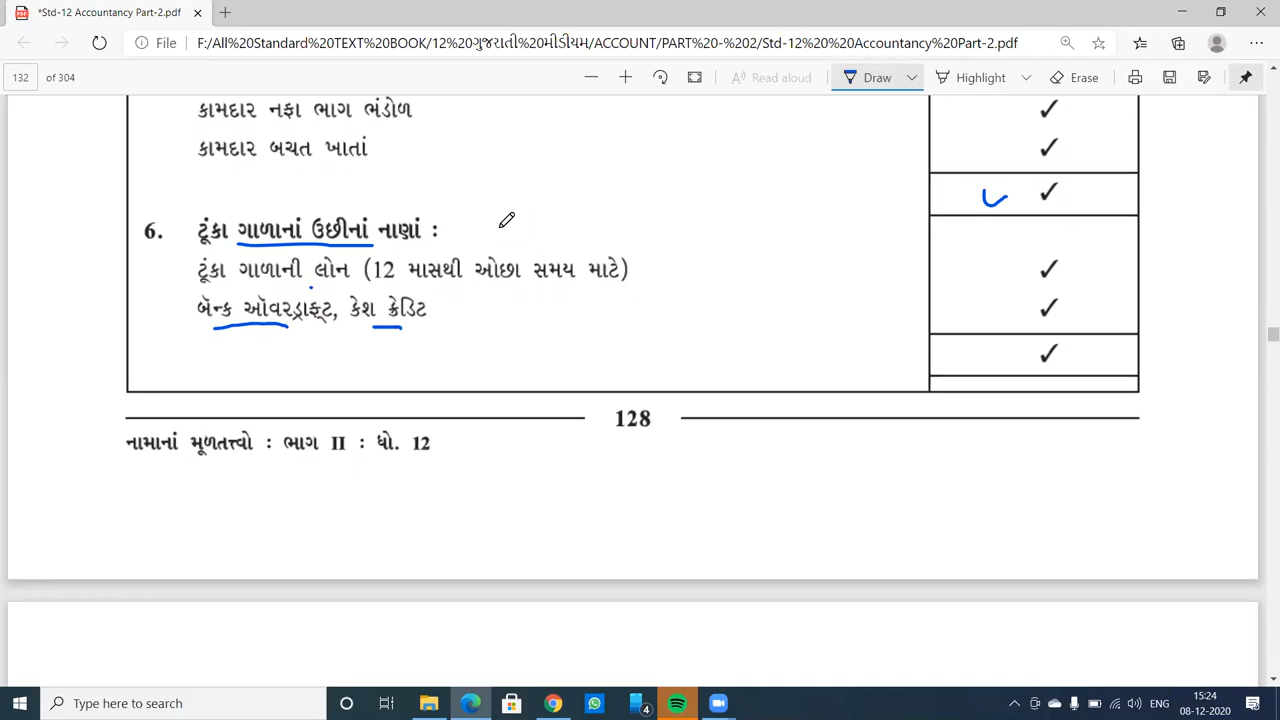 *Std-12 Accountancy Part-2.pdf
File F:/All%20Standard%20TEXT%20BOOK/12%20ગુજરાતી%20મીડીયમ/ACCOUNT/PART%20-%202/Std-12%20%20Accountancy%20Part-2.pdf
132 of 304 Read aloud Draw Highlight Erase
કામદાર નફા ભાગ ભંડોળ ✓
કામદાર બચત ખાતાં ✓
✓
6. ટૂંકા ગાળાનાં ઉછીનાં નાણાં :
ટૂંકા ગાળાની લોન (12 માસથી ઓછા સમય માટે) ✓
બૅન્ક ઑવરડ્રાફ્ટ, કેશ ક્રેડિટ ✓
✓
128
નામાનાં મૂળતત્ત્વો : ભાગ II : ધો. 12
Type here to search 4 ENG 15:24
08-12-2020